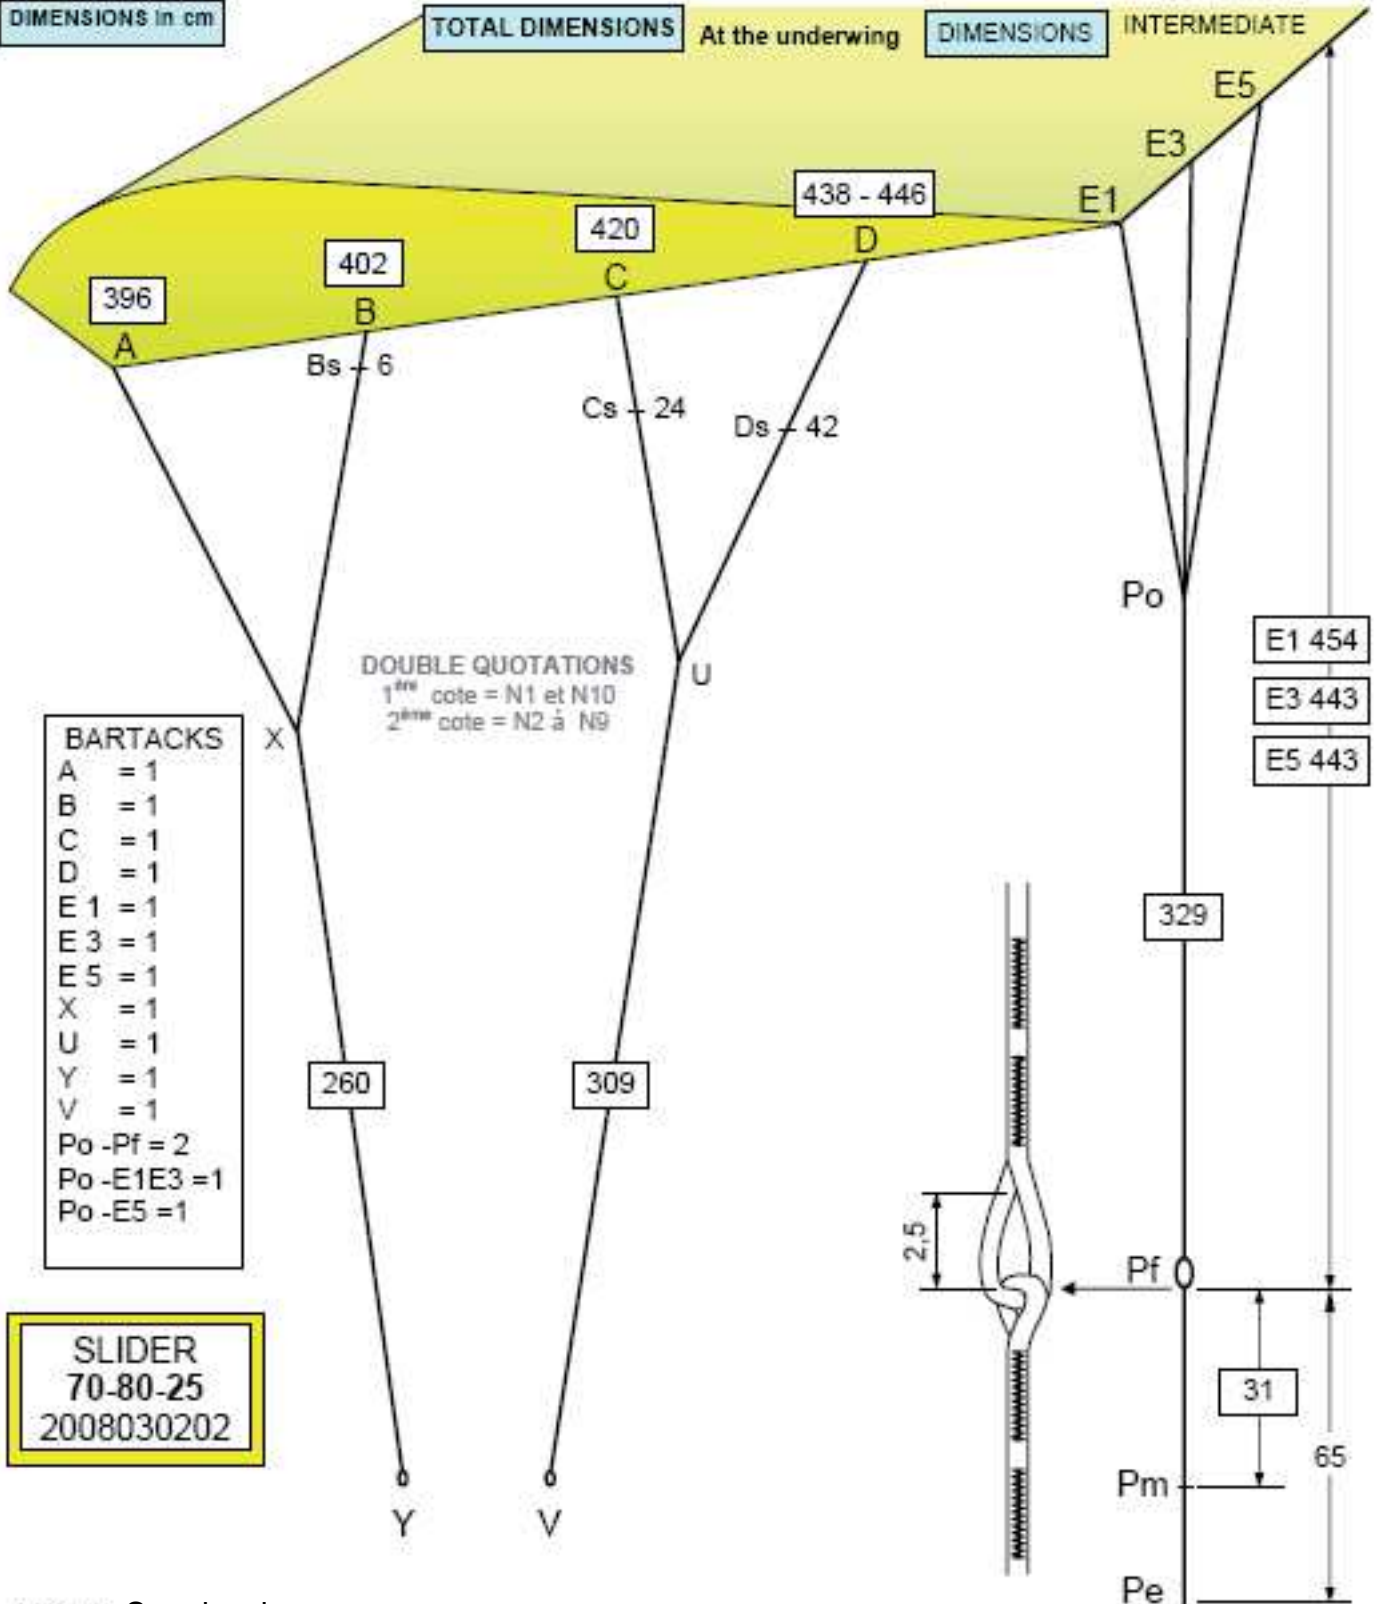 DIMENSIONS in cm
TOTAL DIMENSIONS
At the underwing
DIMENSIONS
INTERMEDIATE
E5
E3
E1
438 - 446
D
420
C
402
B
396
A
Bs - 6
Cs - 24
Ds - 42
Po
E1 454
E3 443
E5 443
DOUBLE QUOTATIONS
1ère cote = N1 et N10
2ème cote = N2 à N9
U
X
BARTACKS
A = 1
B = 1
C = 1
D = 1
E 1 = 1
E 3 = 1
E 5 = 1
X = 1
U = 1
Y = 1
V = 1
Po -Pf = 2
Po -E1E3 =1
Po -E5 =1
329
260
309
2,5
Pf
SLIDER
70-80-25
2008030202
31
65
Pm
Y
V
Pe